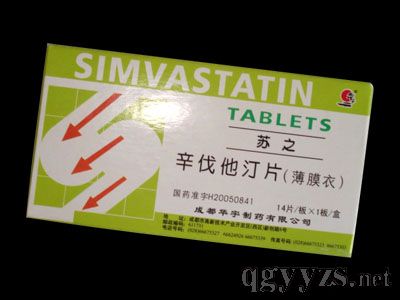 SIMVASTATIN
TABLETS
苏之
辛伐他汀片(薄膜衣)
国药准字H20050841
14片/板×1板/盒
成都华宇制药有限公司
qgyyzs.net